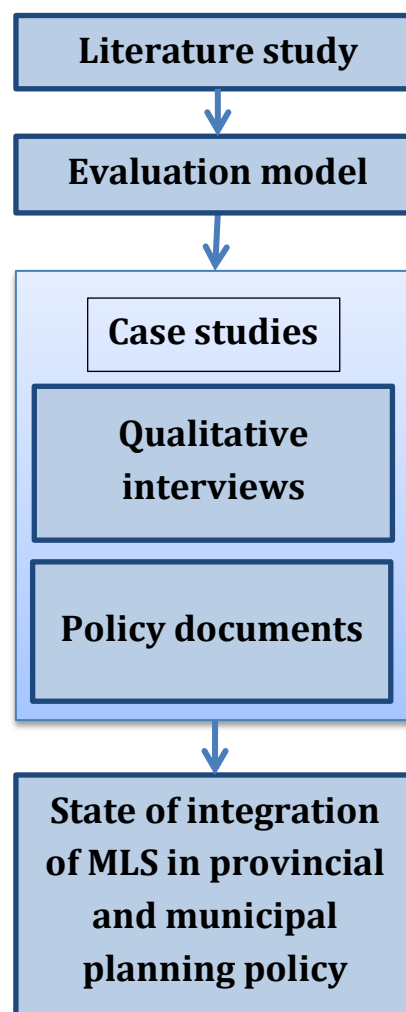 Literature study
Evaluation model
Case studies
Qualitative
interviews
Policy documents
State of integration
of MLS in provincial
and municipal
planning policy